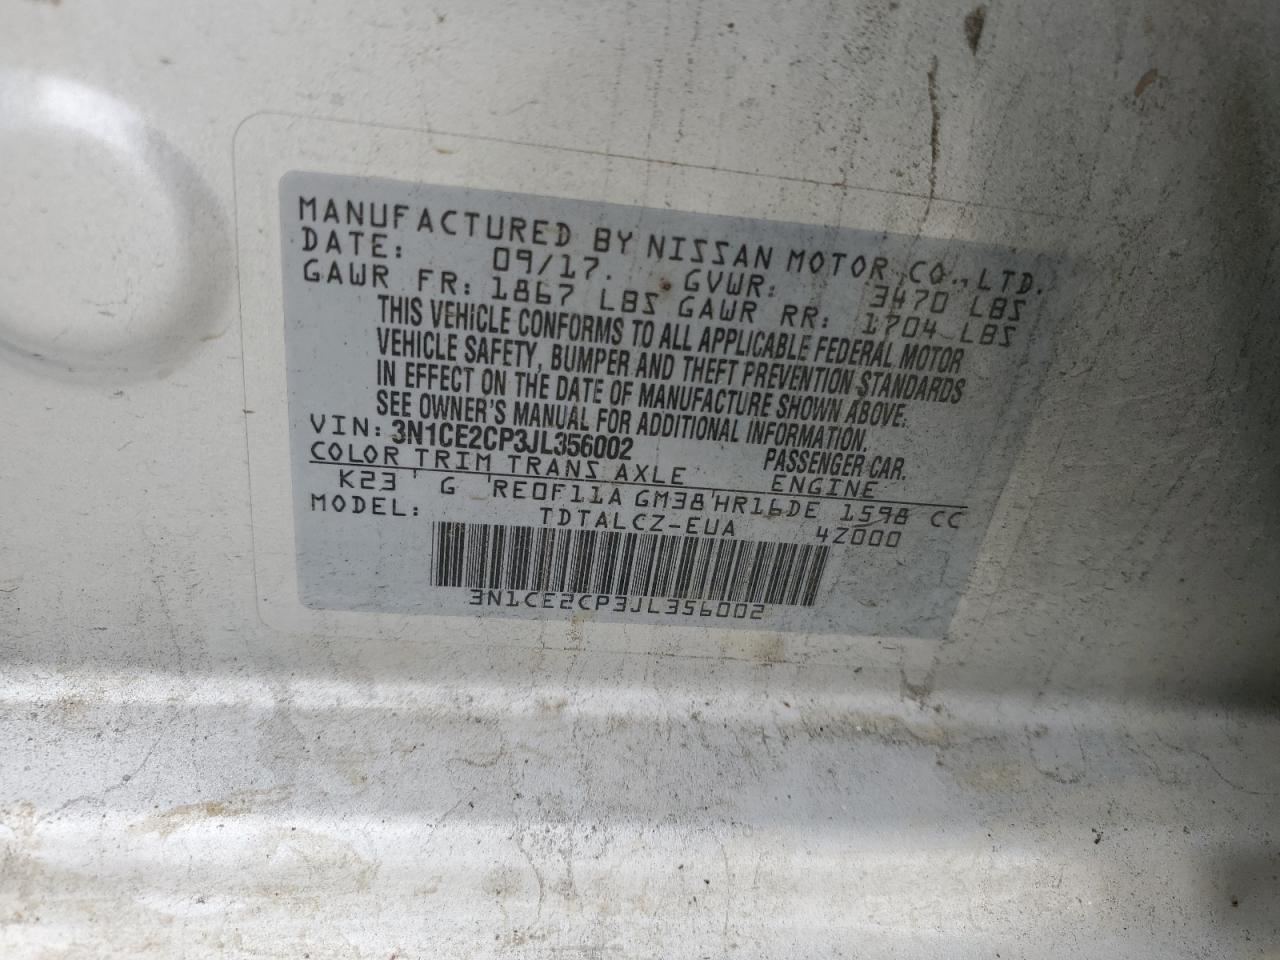 MANUFACTURED BY NISSAN MOTOR CO., LTD.
DATE: 09/17. GVWR: 3470 LBS
GAWR FR: 1867 LBS GAWR RR: 1704 LBS
THIS VEHICLE CONFORMS TO ALL APPLICABLE FEDERAL MOTOR
VEHICLE SAFETY, BUMPER AND THEFT PREVENTION STANDARDS
IN EFFECT ON THE DATE OF MANUFACTURE SHOWN ABOVE.
SEE OWNER'S MANUAL FOR ADDITIONAL INFORMATION.
VIN: 3N1CE2CP3JL356002 PASSENGER CAR.
COLOR TRIM TRANS AXLE ENGINE
K23 G RE0F11A GM38 HR16DE 1598 CC
MODEL: TDTALCZ-EUA 4Z000
3N1CE2CP3JL356002